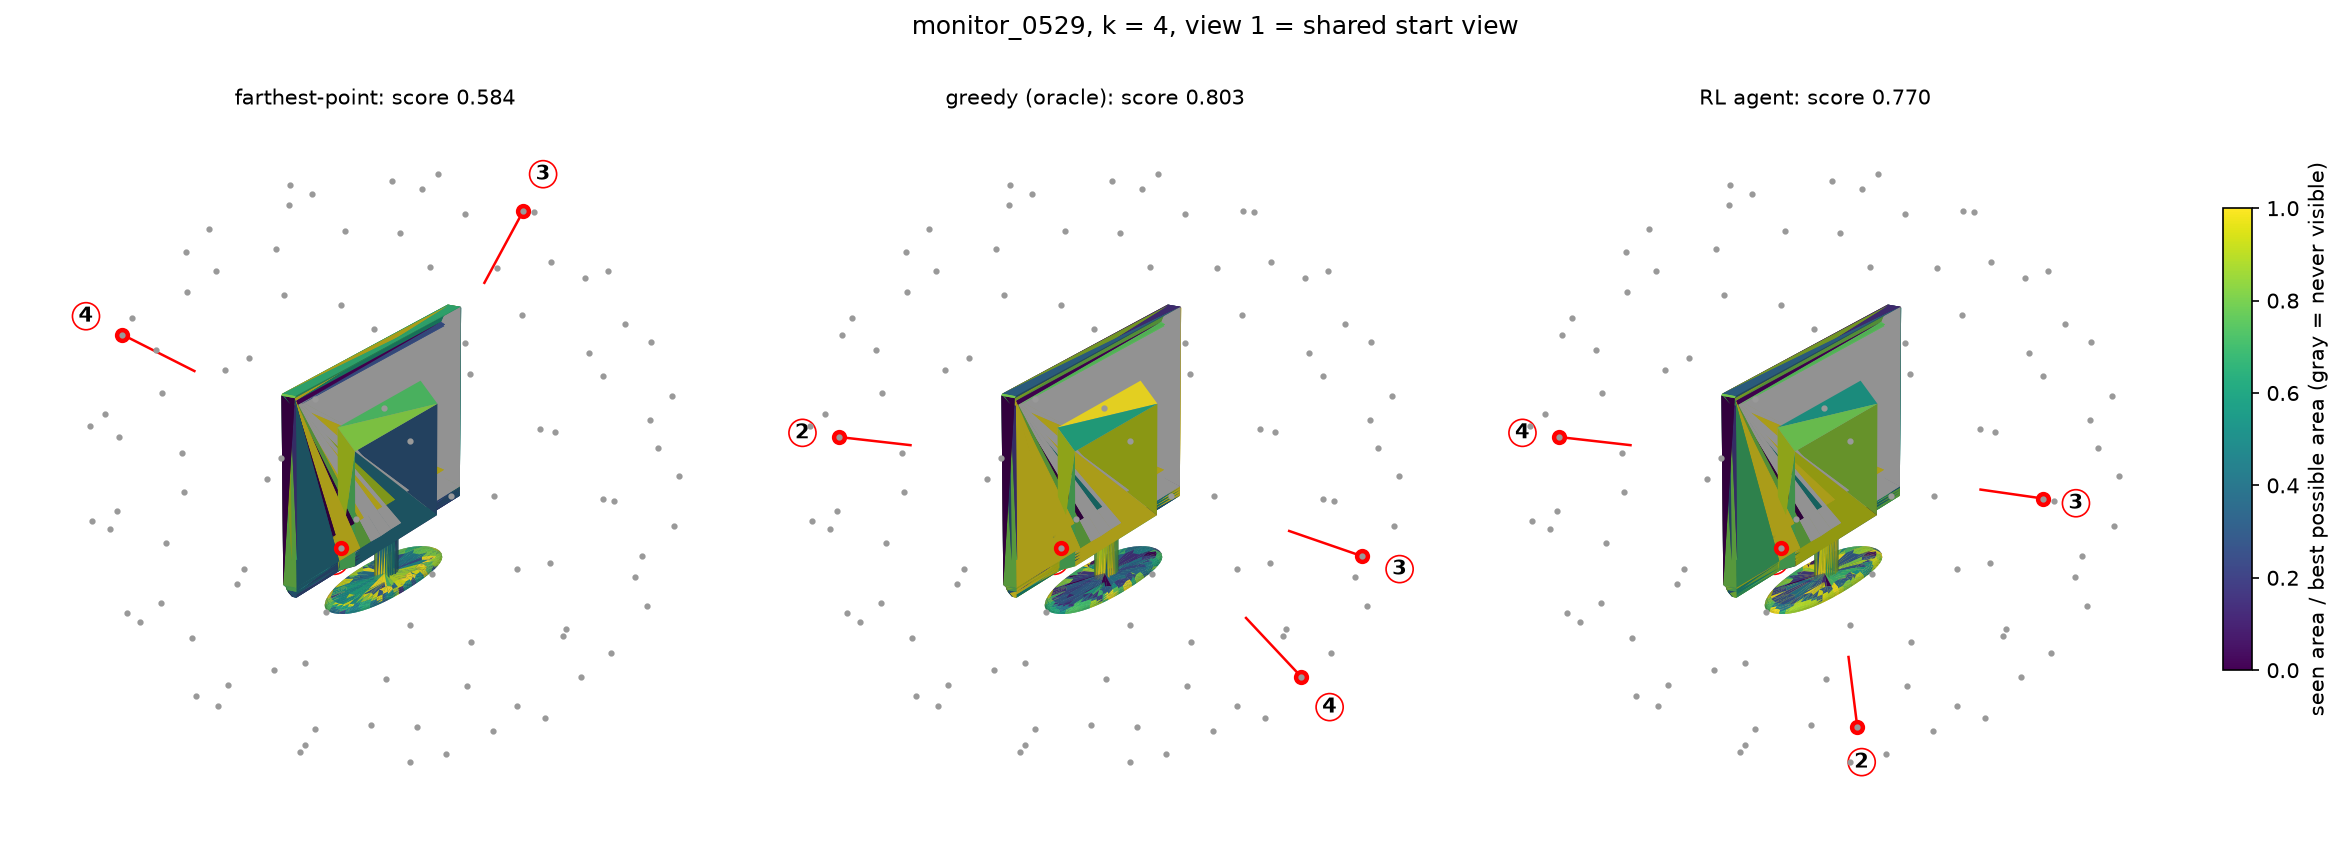 monitor_0529, k = 4, view 1 = shared start view
farthest-point: score 0.584
3
4
greedy (oracle): score 0.803
2
3
4
RL agent: score 0.770
4
3
2
1.0
0.8
0.6
0.4
0.2
0.0
seen area / best possible area (gray = never visible)